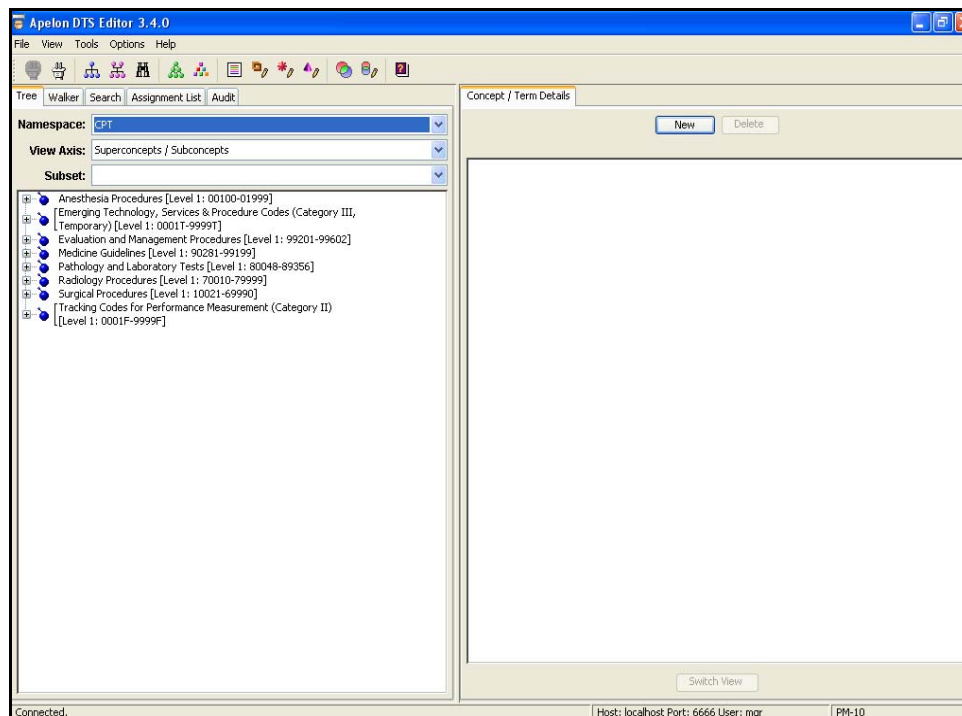 Apelon DTS Editor 3.4.0
File View Tools Options Help
Tree Walker Search Assignment List Audit
Namespace: CPT
View Axis: Superconcepts / Subconcepts
Subset:
Anesthesia Procedures [Level 1: 00100-01999]
[Emerging Technology, Services & Procedure Codes (Category III,
Temporary) [Level 1: 0001T-9999T]
Evaluation and Management Procedures [Level 1: 99201-99602]
Medicine Guidelines [Level 1: 90281-99199]
Pathology and Laboratory Tests [Level 1: 80048-89356]
Radiology Procedures [Level 1: 70010-79999]
Surgical Procedures [Level 1: 10021-69990]
[Tracking Codes for Performance Measurement (Category II)
[[Level 1: 0001F-9999F]
Concept / Term Details
New Delete
Switch View
Connected. Host: localhost Port: 6666 User: mgr PM-10